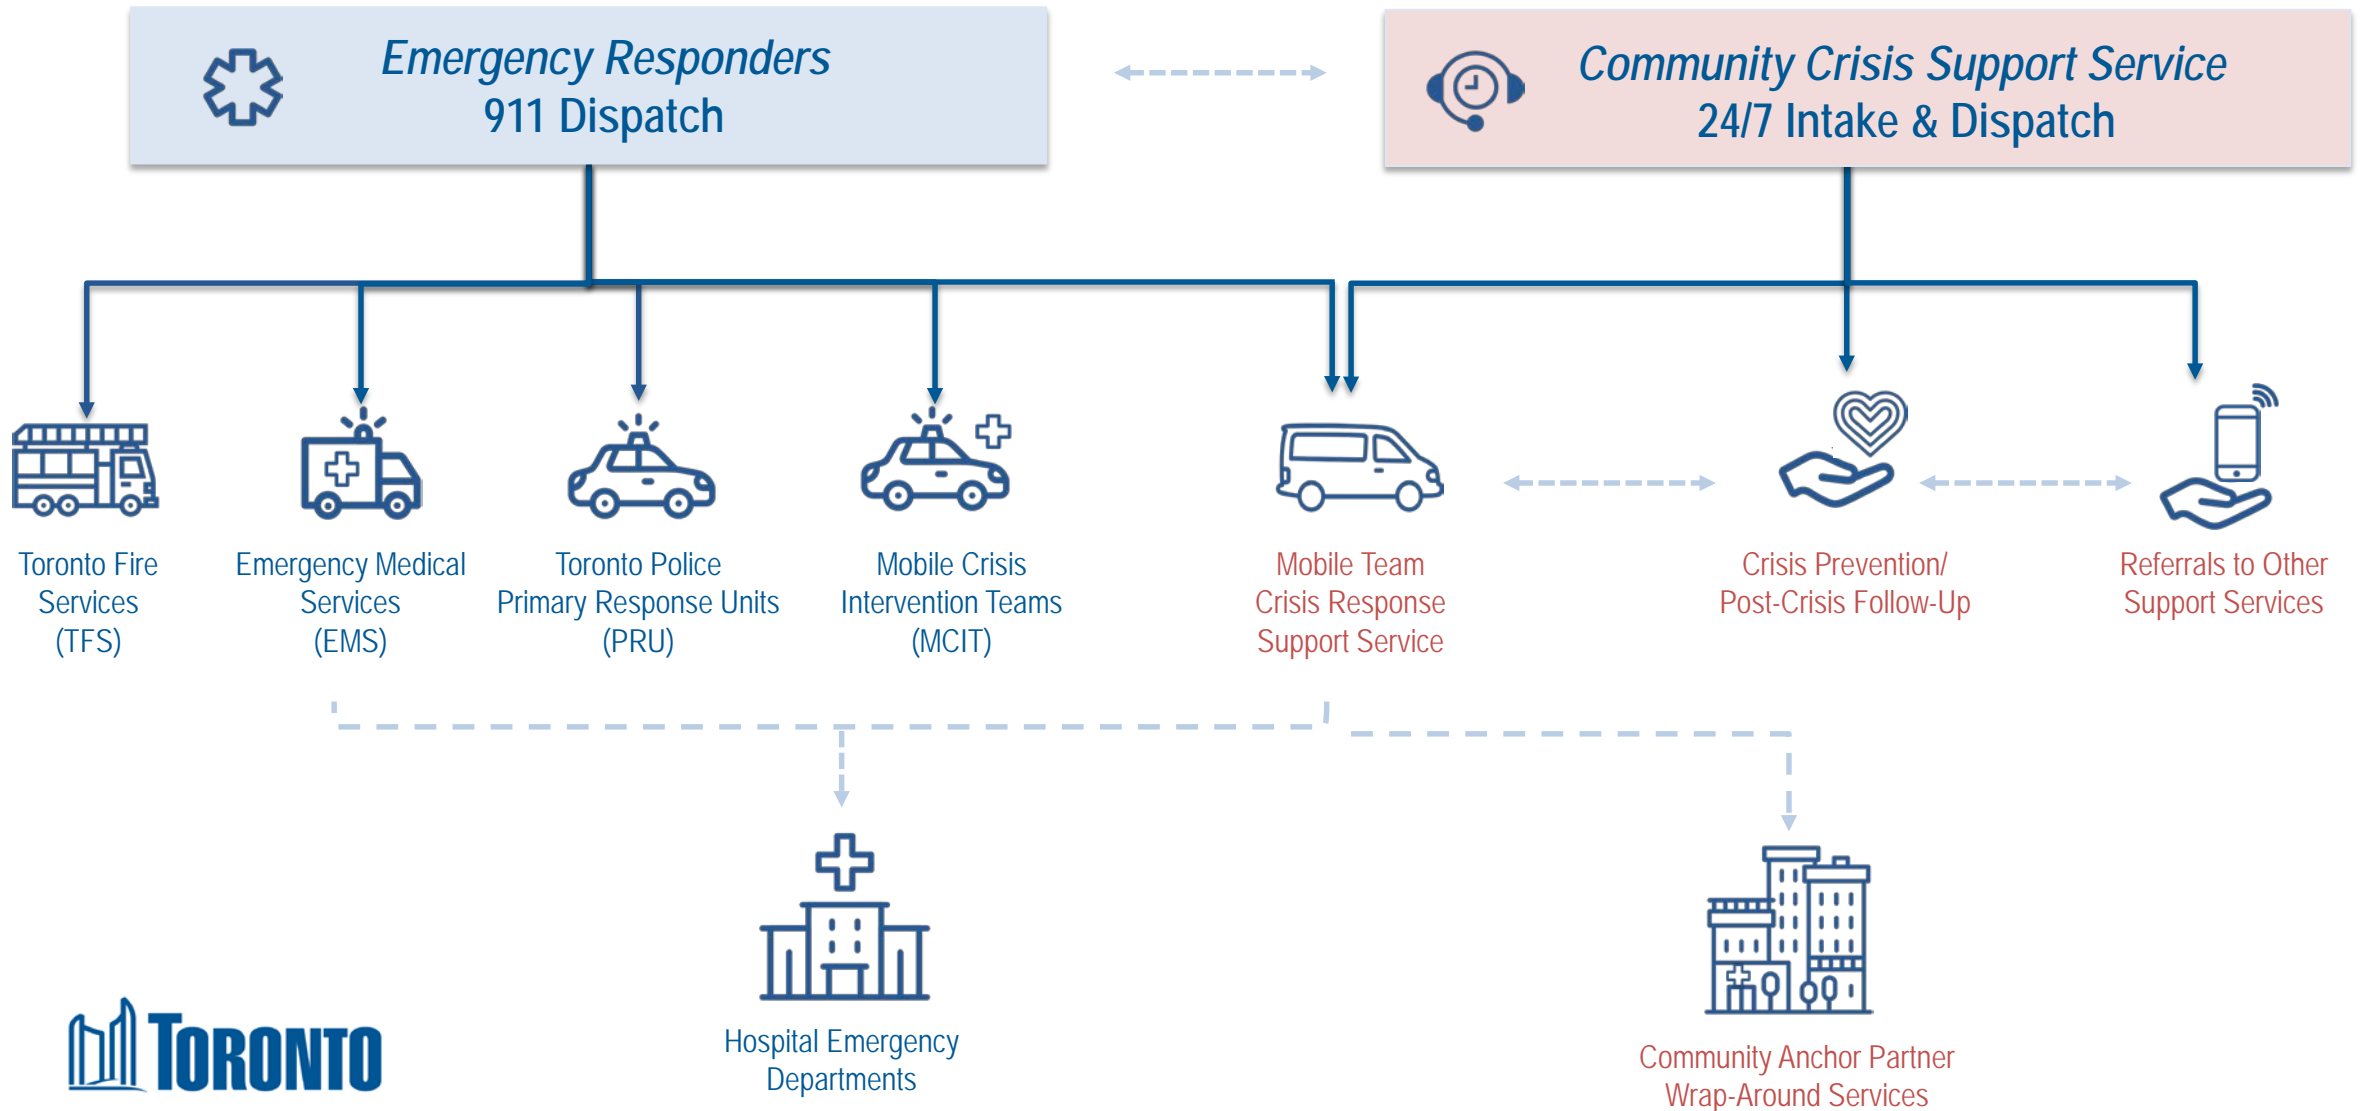 Emergency Responders
911 Dispatch
Community Crisis Support Service
24/7 Intake & Dispatch
Toronto Fire
Services
(TFS)
Emergency Medical
Services
(EMS)
Toronto Police
Primary Response Units
(PRU)
Mobile Crisis
Intervention Teams
(MCIT)
Mobile Team
Crisis Response
Support Service
Crisis Prevention/
Post-Crisis Follow-Up
Referrals to Other
Support Services
Hospital Emergency
Departments
Community Anchor Partner
Wrap-Around Services
TORONTO